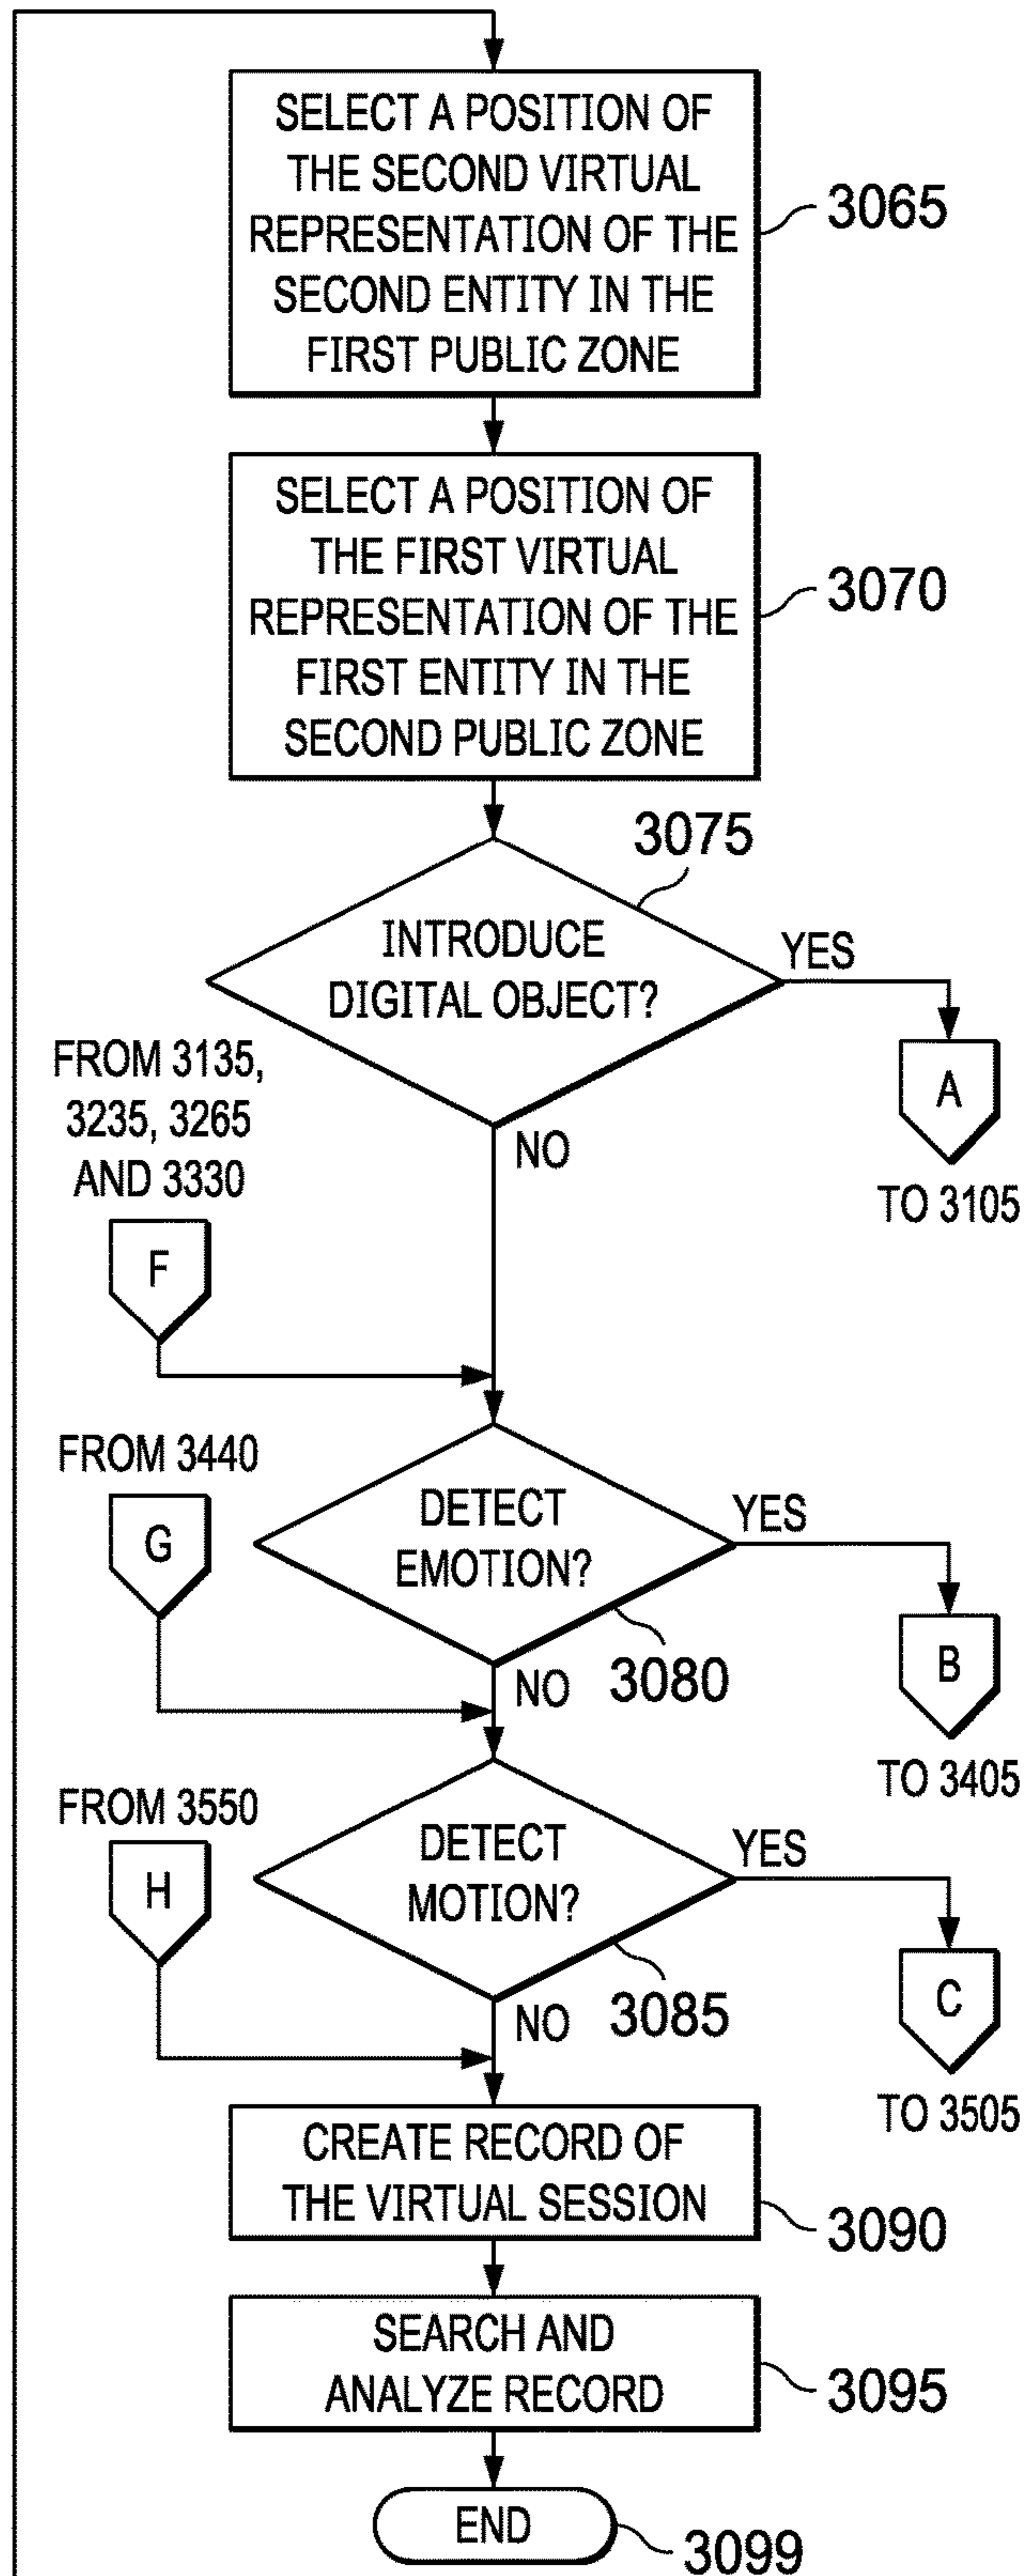 SELECT A POSITION OF
THE SECOND VIRTUAL
REPRESENTATION OF THE
SECOND ENTITY IN THE
FIRST PUBLIC ZONE
3065
SELECT A POSITION OF
THE FIRST VIRTUAL
REPRESENTATION OF THE
FIRST ENTITY IN THE
SECOND PUBLIC ZONE
3070
3075
INTRODUCE
DIGITAL OBJECT?
YES
A
TO 3105
NO
FROM 3135,
3235, 3265
AND 3330
F
FROM 3440
G
DETECT
EMOTION?
YES
3080
NO
B
TO 3405
FROM 3550
H
DETECT
MOTION?
YES
3085
NO
C
TO 3505
CREATE RECORD OF
THE VIRTUAL SESSION
3090
SEARCH AND
ANALYZE RECORD
3095
END
3099